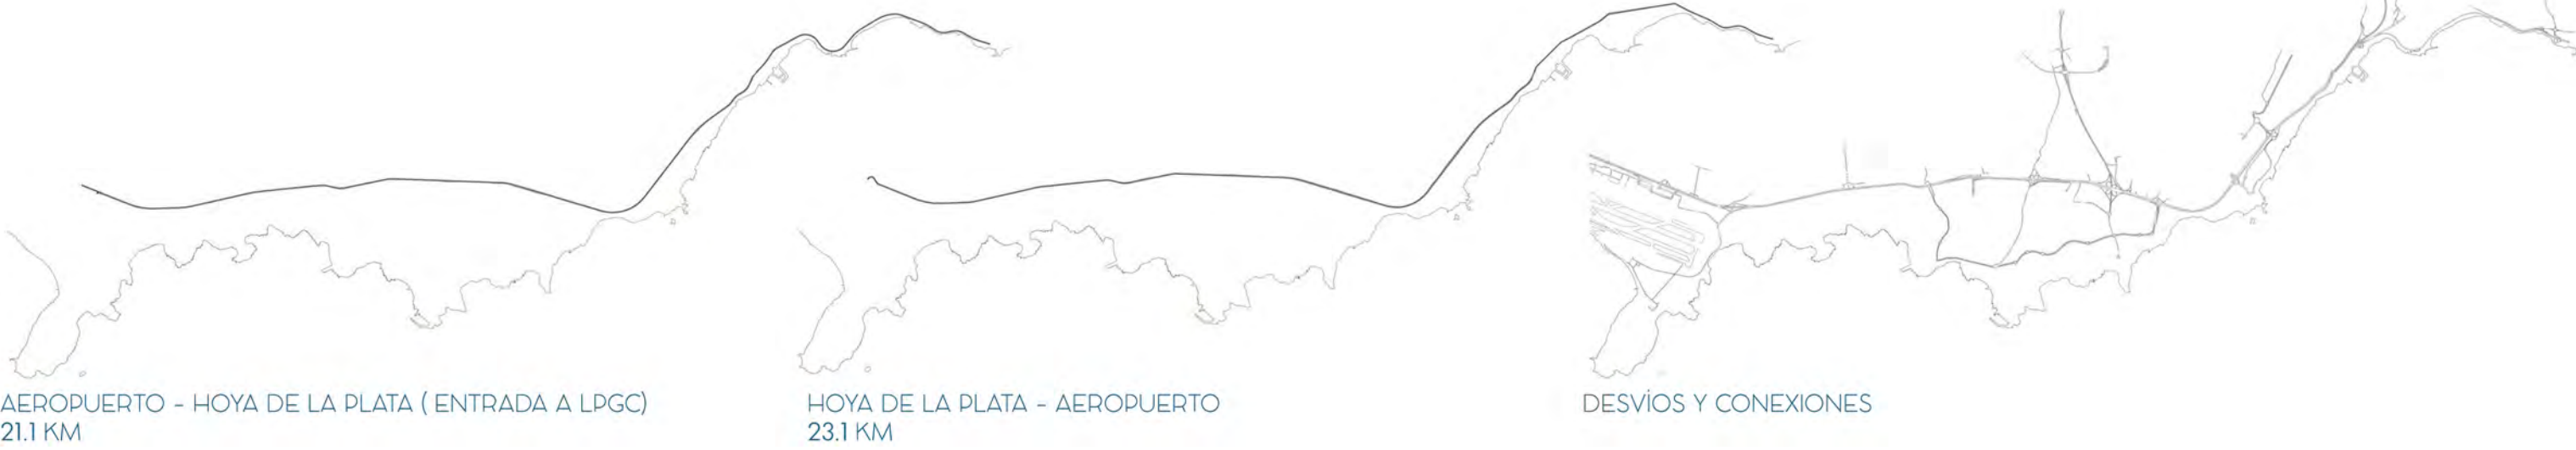 AEROPUERTO - HOYA DE LA PLATA ( ENTRADA A LPGC)
21.1 KM
HOYA DE LA PLATA - AEROPUERTO
23.1 KM
DESVÍOS Y CONEXIONES